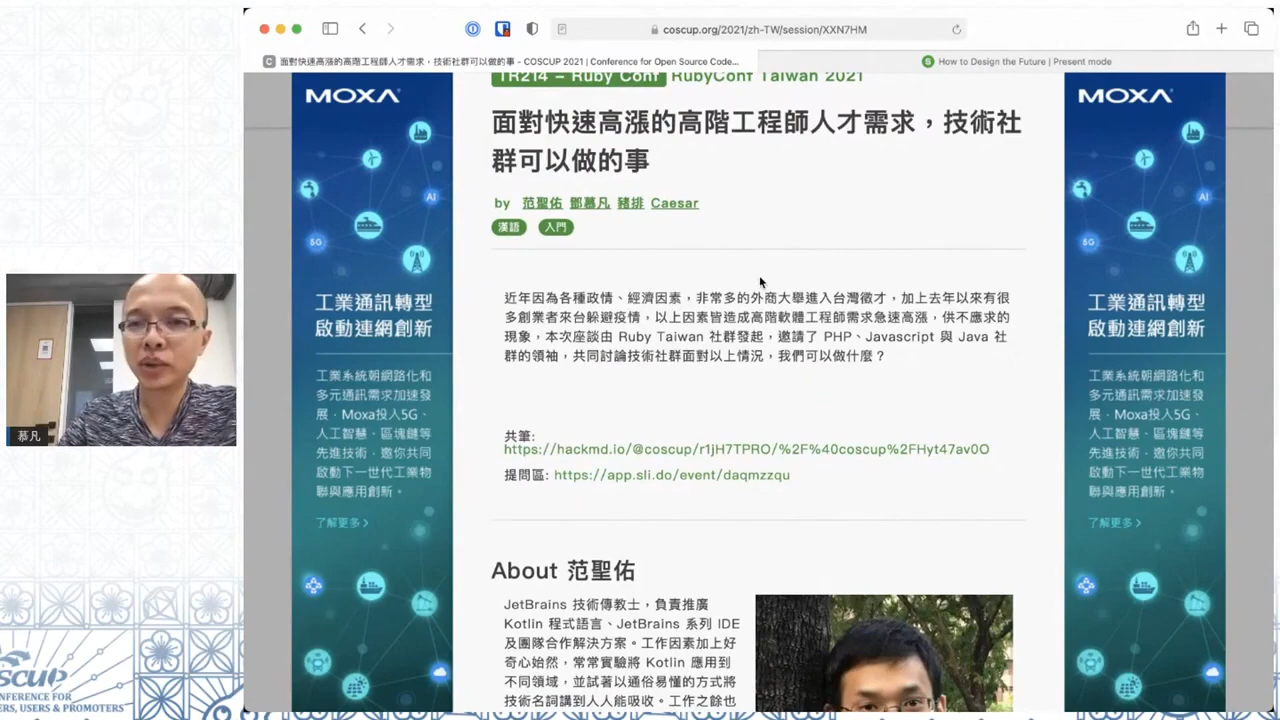 coscup.org/2021/zh-TW/session/XXN7HM
面對快速高漲的高階工程師人才需求，技術社群可以做的事 - COSCUP 2021 | Conference for Open Source Code...
How to Design the Future | Present mode
TR214 - Ruby Conf RubyConf Taiwan 2021
面對快速高漲的高階工程師人才需求，技術社
群可以做的事
by 范聖佑 鄧慕凡 豬排 Caesar
漢語 入門
近年因為各種政情、經濟因素，非常多的外商大舉進入台灣徵才，加上去年以來有很
多創業者來台躲避疫情，以上因素皆造成高階軟體工程師需求急速高漲，供不應求的
現象，本次座談由 Ruby Taiwan 社群發起，邀請了 PHP、Javascript 與 Java 社
群的領袖，共同討論技術社群面對以上情況，我們可以做什麼？
共筆:
https://hackmd.io/@coscup/r1jH7TPRO/%2F%40coscup%2FHyt47av0O
提問區: https://app.sli.do/event/daqmzzqu
About 范聖佑
JetBrains 技術傳教士，負責推廣
Kotlin 程式語言、JetBrains 系列 IDE
及團隊合作解決方案。工作因素加上好
奇心始然，常常實驗將 Kotlin 應用到
不同領域，並試著以通俗易懂的方式將
技術名詞講到人人能吸收。工作之餘也
MOXA
AI
5G
工業通訊轉型
啟動連網創新
工業系統朝網路化和
多元通訊需求加速發
展，Moxa投入5G、
人工智慧、區塊鏈等
先進技術，邀你共同
啟動下一世代工業物
聯與應用創新。
了解更多
MOXA
AI
5G
工業通訊轉型
啟動連網創新
工業系統朝網路化和
多元通訊需求加速發
展，Moxa投入5G、
人工智慧、區塊鏈等
先進技術，邀你共同
啟動下一世代工業物
聯與應用創新。
了解更多
慕凡
SCUP
NFERENCE FOR
ERS, USERS & PROMOTERS